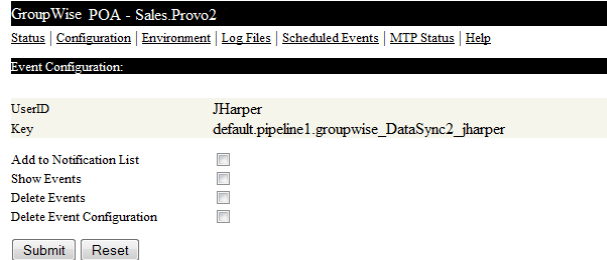 GroupWise POA - Sales.Provo2
Status | Configuration | Environment | Log Files | Scheduled Events | MTP Status | Help
Event Configuration:
UserID JHarper
Key default.pipeline1.groupwise_DataSync2_jharper
Add to Notification List
Show Events
Delete Events
Delete Event Configuration
Submit Reset